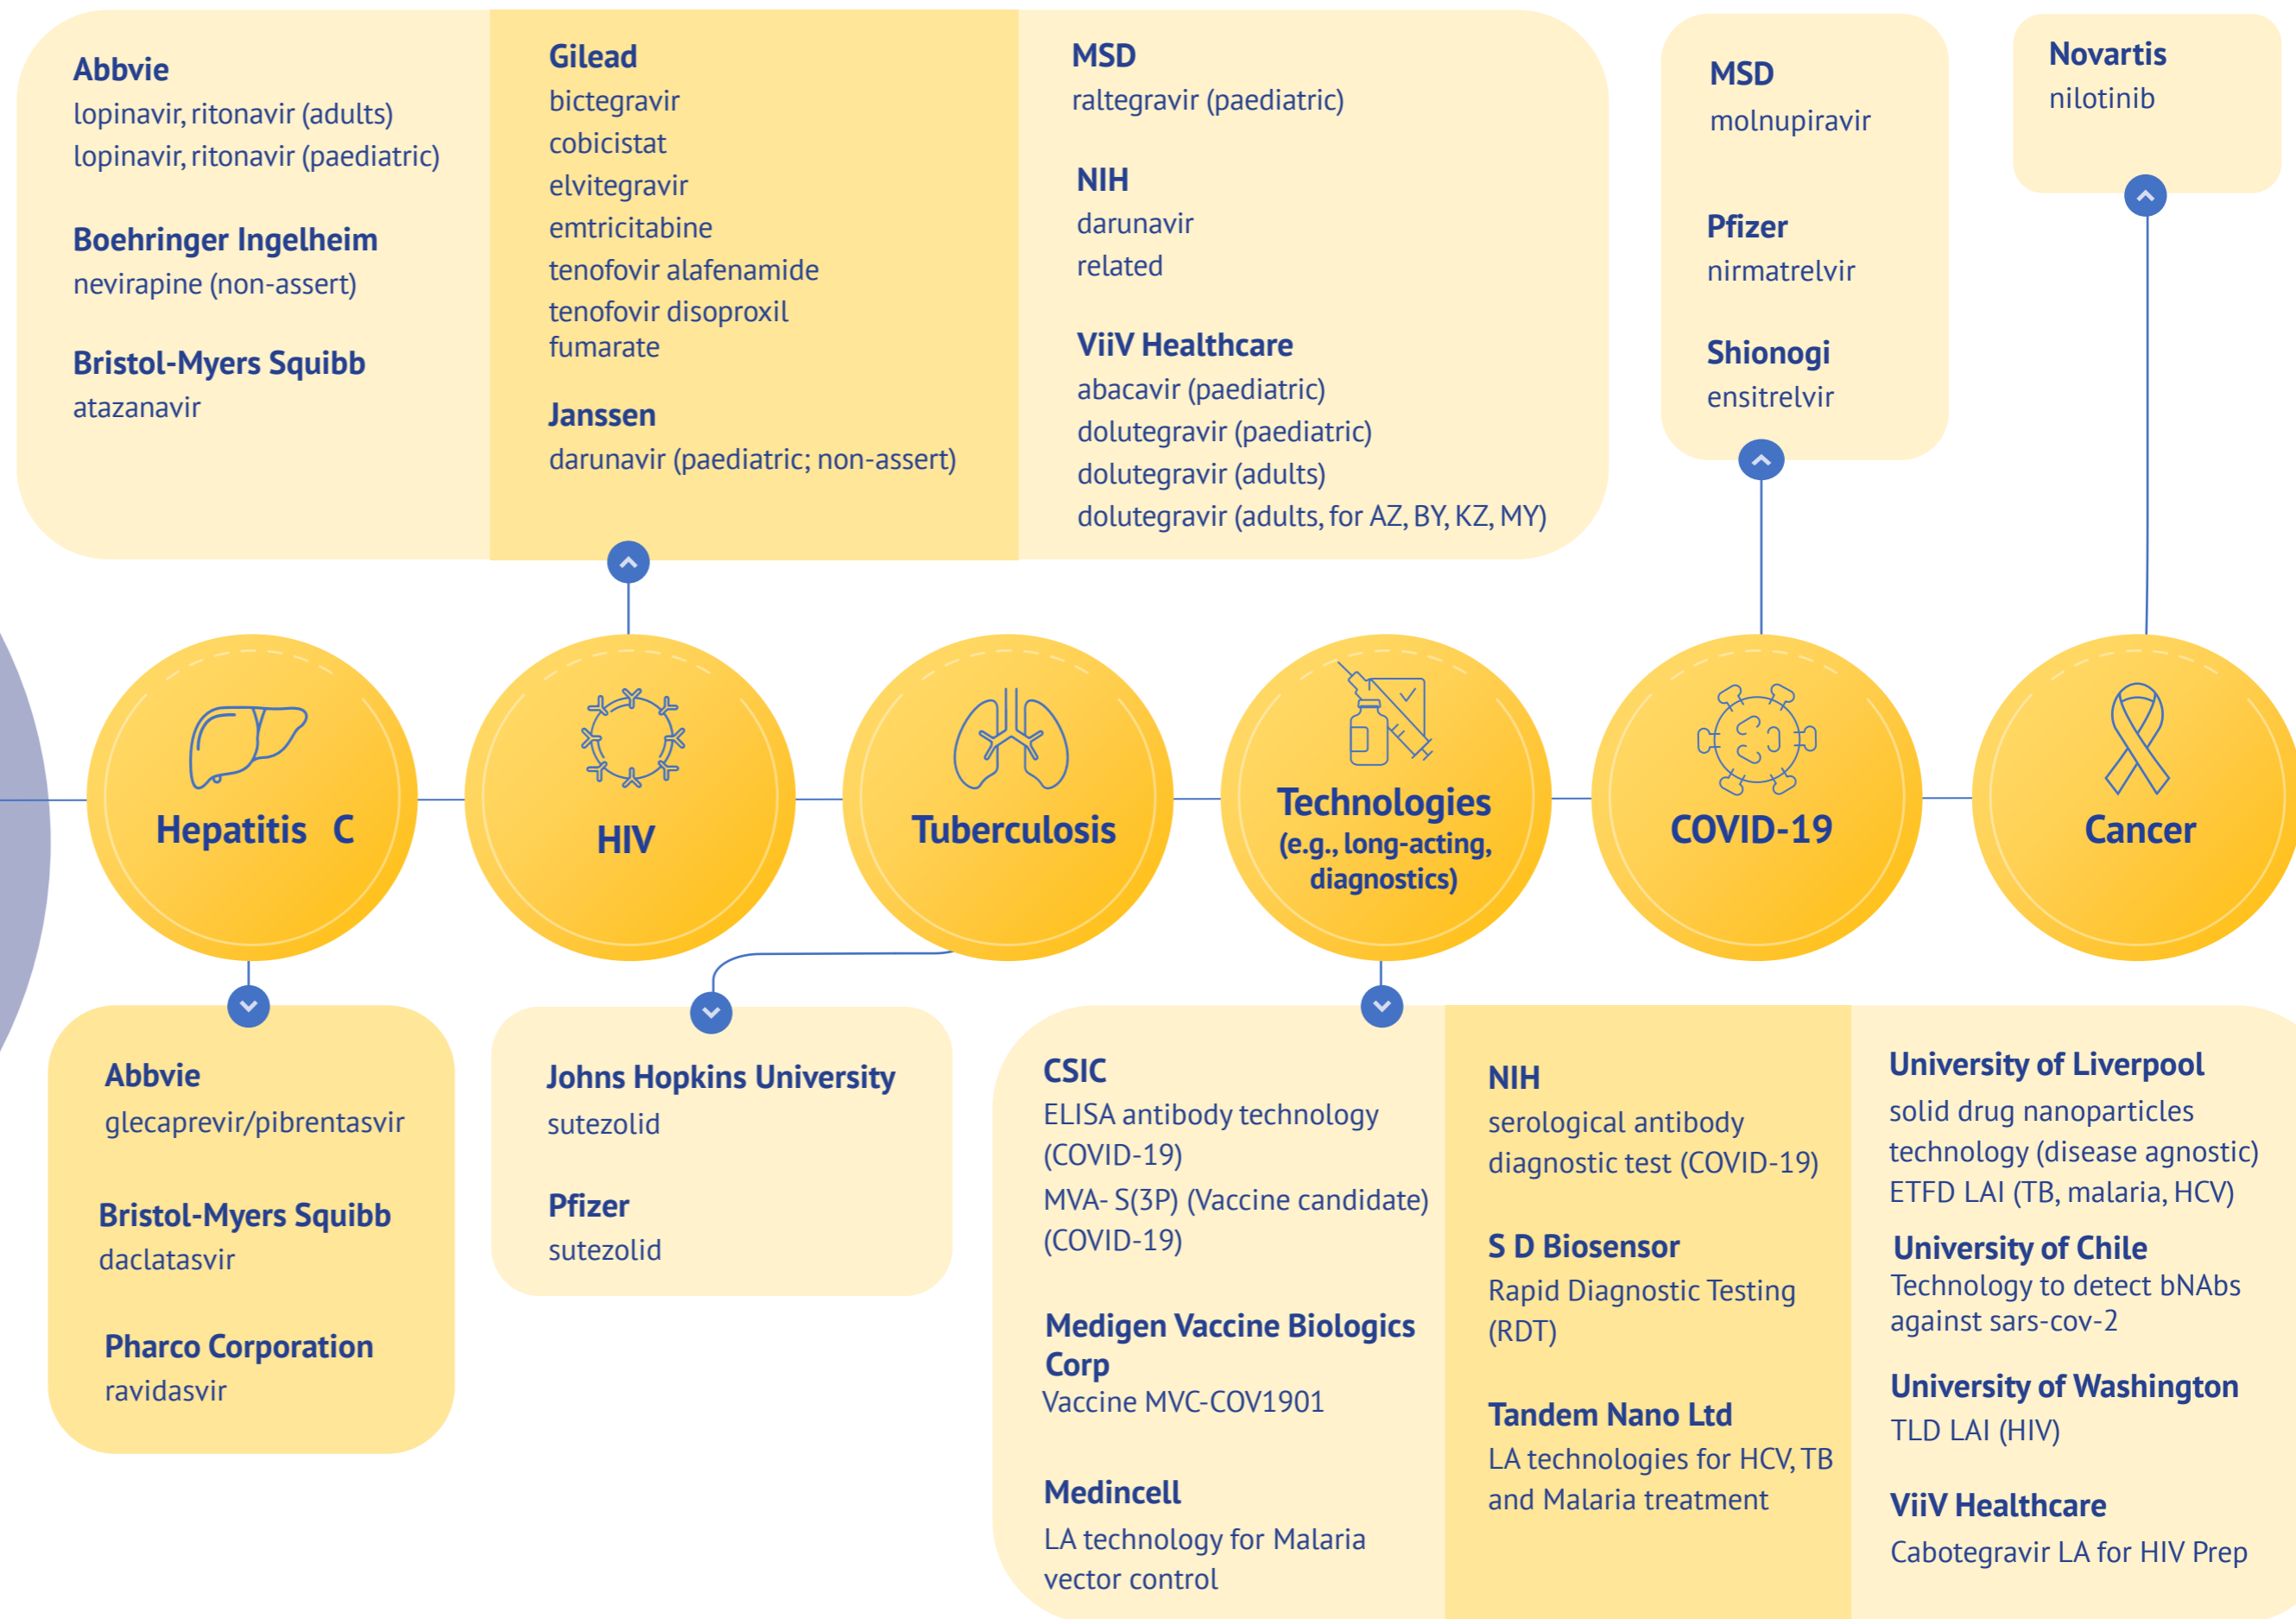 Abbvie
lopinavir, ritonavir (adults)
lopinavir, ritonavir (paediatric)
Boehringer Ingelheim
nevirapine (non-assert)
Bristol-Myers Squibb
atazanavir
Gilead
bictegravir
cobicistat
elvitegravir
emtricitabine
tenofovir alafenamide
tenofovir disoproxil
fumarate
Janssen
darunavir (paediatric; non-assert)
MSD
raltegravir (paediatric)
NIH
darunavir
related
ViiV Healthcare
abacavir (paediatric)
dolutegravir (paediatric)
dolutegravir (adults)
dolutegravir (adults, for AZ, BY, KZ, MY)
MSD
molnupiravir
Pfizer
nirmatrelvir
Shionogi
ensitrelvir
Novartis
nilotinib
Hepatitis C
HIV
Tuberculosis
Technologies
(e.g., long-acting,
diagnostics)
COVID-19
Cancer
Abbvie
glecaprevir/pibrentasvir
Bristol-Myers Squibb
daclatasvir
Pharco Corporation
ravidasvir
Johns Hopkins University
sutezolid
Pfizer
sutezolid
CSIC
ELISA antibody technology
(COVID-19)
MVA- S(3P) (Vaccine candidate)
(COVID-19)
Medigen Vaccine Biologics
Corp
Vaccine MVC-COV1901
Medincell
LA technology for Malaria
vector control
NIH
serological antibody
diagnostic test (COVID-19)
S D Biosensor
Rapid Diagnostic Testing
(RDT)
Tandem Nano Ltd
LA technologies for HCV, TB
and Malaria treatment
University of Liverpool
solid drug nanoparticles
technology (disease agnostic)
ETFD LAI (TB, malaria, HCV)
University of Chile
Technology to detect bNAbs
against sars-cov-2
University of Washington
TLD LAI (HIV)
ViiV Healthcare
Cabotegravir LA for HIV Prep